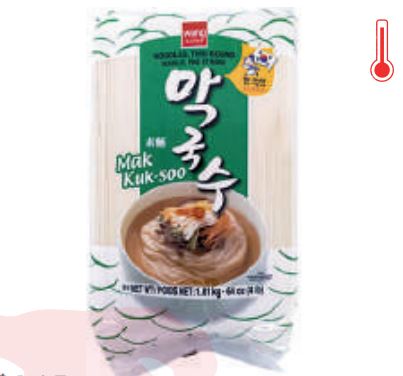 wang
NOODLES, THIN ROUND
막국수
素麵
Mak
Kuk-soo
NET WT/POIDS NET: 1.81kg - 64 oz (4 lb)